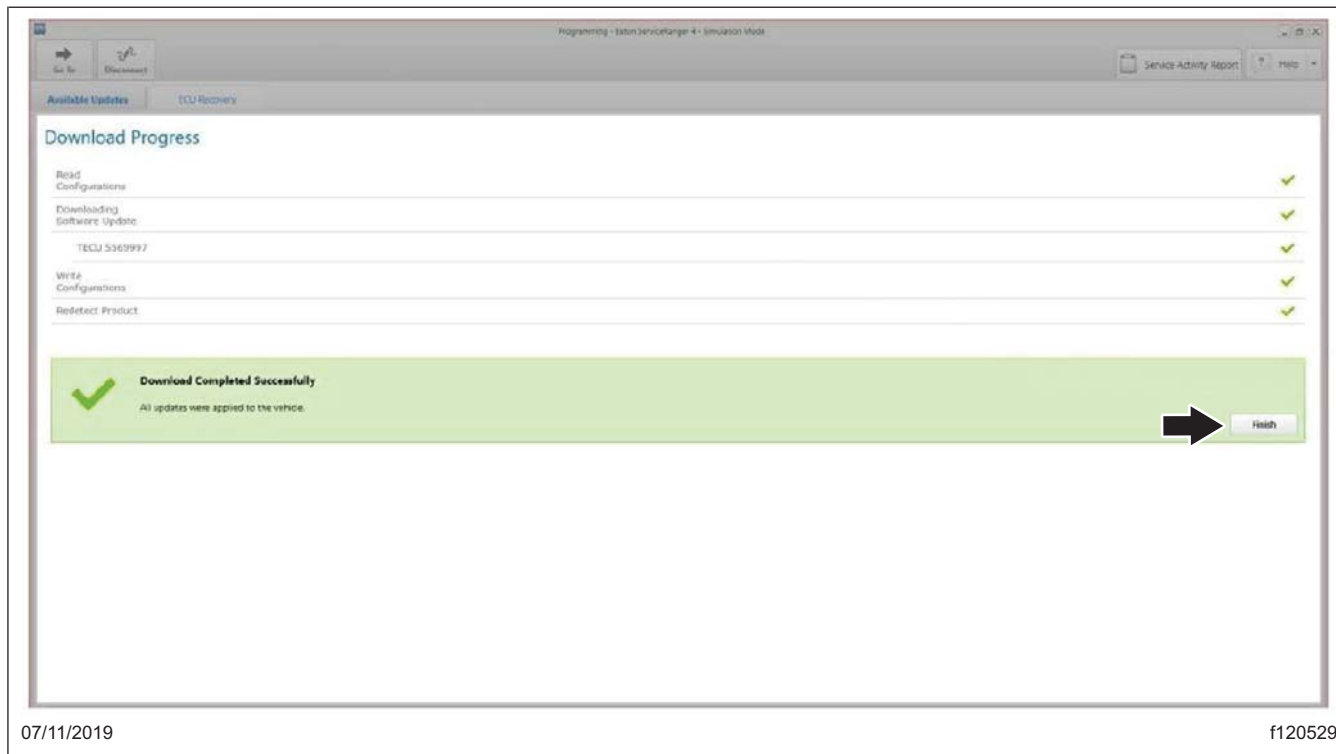 Programming - Eaton ServiceRanger 4 - Simulation Mode
Go To
Disconnect
Service Activity Report
? Help
Available Updates
ECU Recovery
Download Progress
Read
Configurations
Downloading
Software Update
TECU 5569997
Write
Configurations
Redetect Product
Download Completed Successfully
All updates were applied to the vehicle.
Finish
07/11/2019
f120529